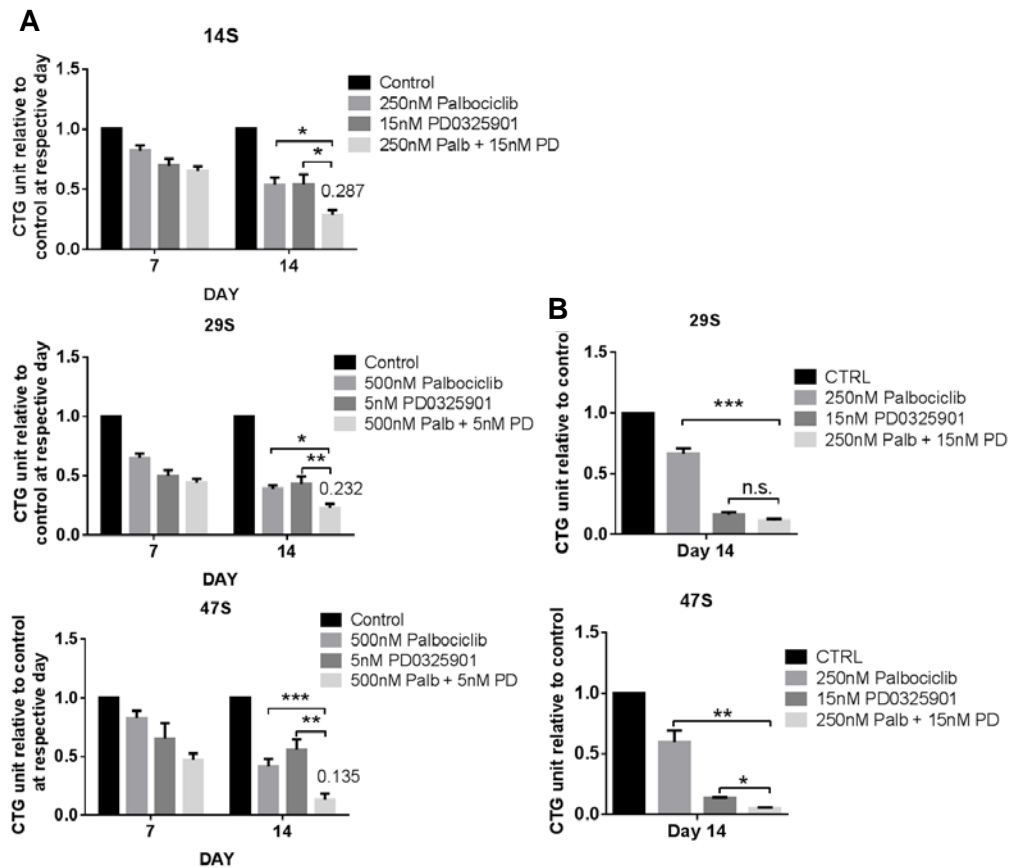 A
14S
CTG unit relative to
control at respective day
1.5
1.0
0.5
0.0
Control
250nM Palbociclib
15nM PD0325901
250nM Palb + 15nM PD
*
*
0.287
7
14
DAY
29S
CTG unit relative to
control at respective day
1.5
1.0
0.5
0.0
Control
500nM Palbociclib
5nM PD0325901
500nM Palb + 5nM PD
*
**
0.232
7
14
DAY
47S
CTG unit relative to control
at respective day
1.5
1.0
0.5
0.0
Control
500nM Palbociclib
5nM PD0325901
500nM Palb + 5nM PD
***
**
0.135
7
14
DAY
B
29S
CTG unit relative to control
1.5
1.0
0.5
0.0
CTRL
250nM Palbociclib
15nM PD0325901
250nM Palb + 15nM PD
***
n.s.
Day 14
47S
CTG unit relative to control
1.5
1.0
0.5
0.0
CTRL
250nM Palbociclib
15nM PD0325901
250nM Palb + 15nM PD
**
*
Day 14